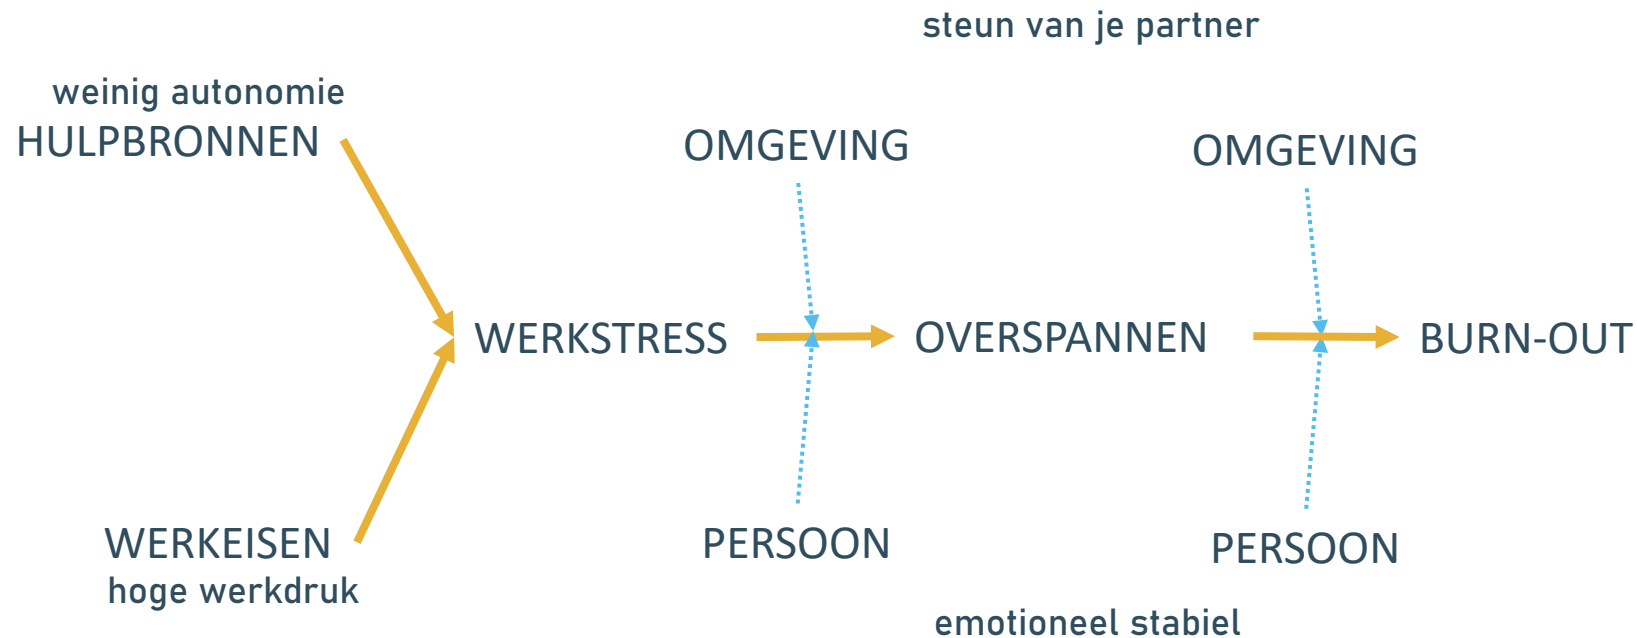 steun van je partner
weinig autonomie
HULPBRONNEN
OMGEVING
OMGEVING
WERKSTRESS
OVERSPANNEN
BURN-OUT
WERKEISEN
hoge werkdruk
PERSOON
PERSOON
emotioneel stabiel